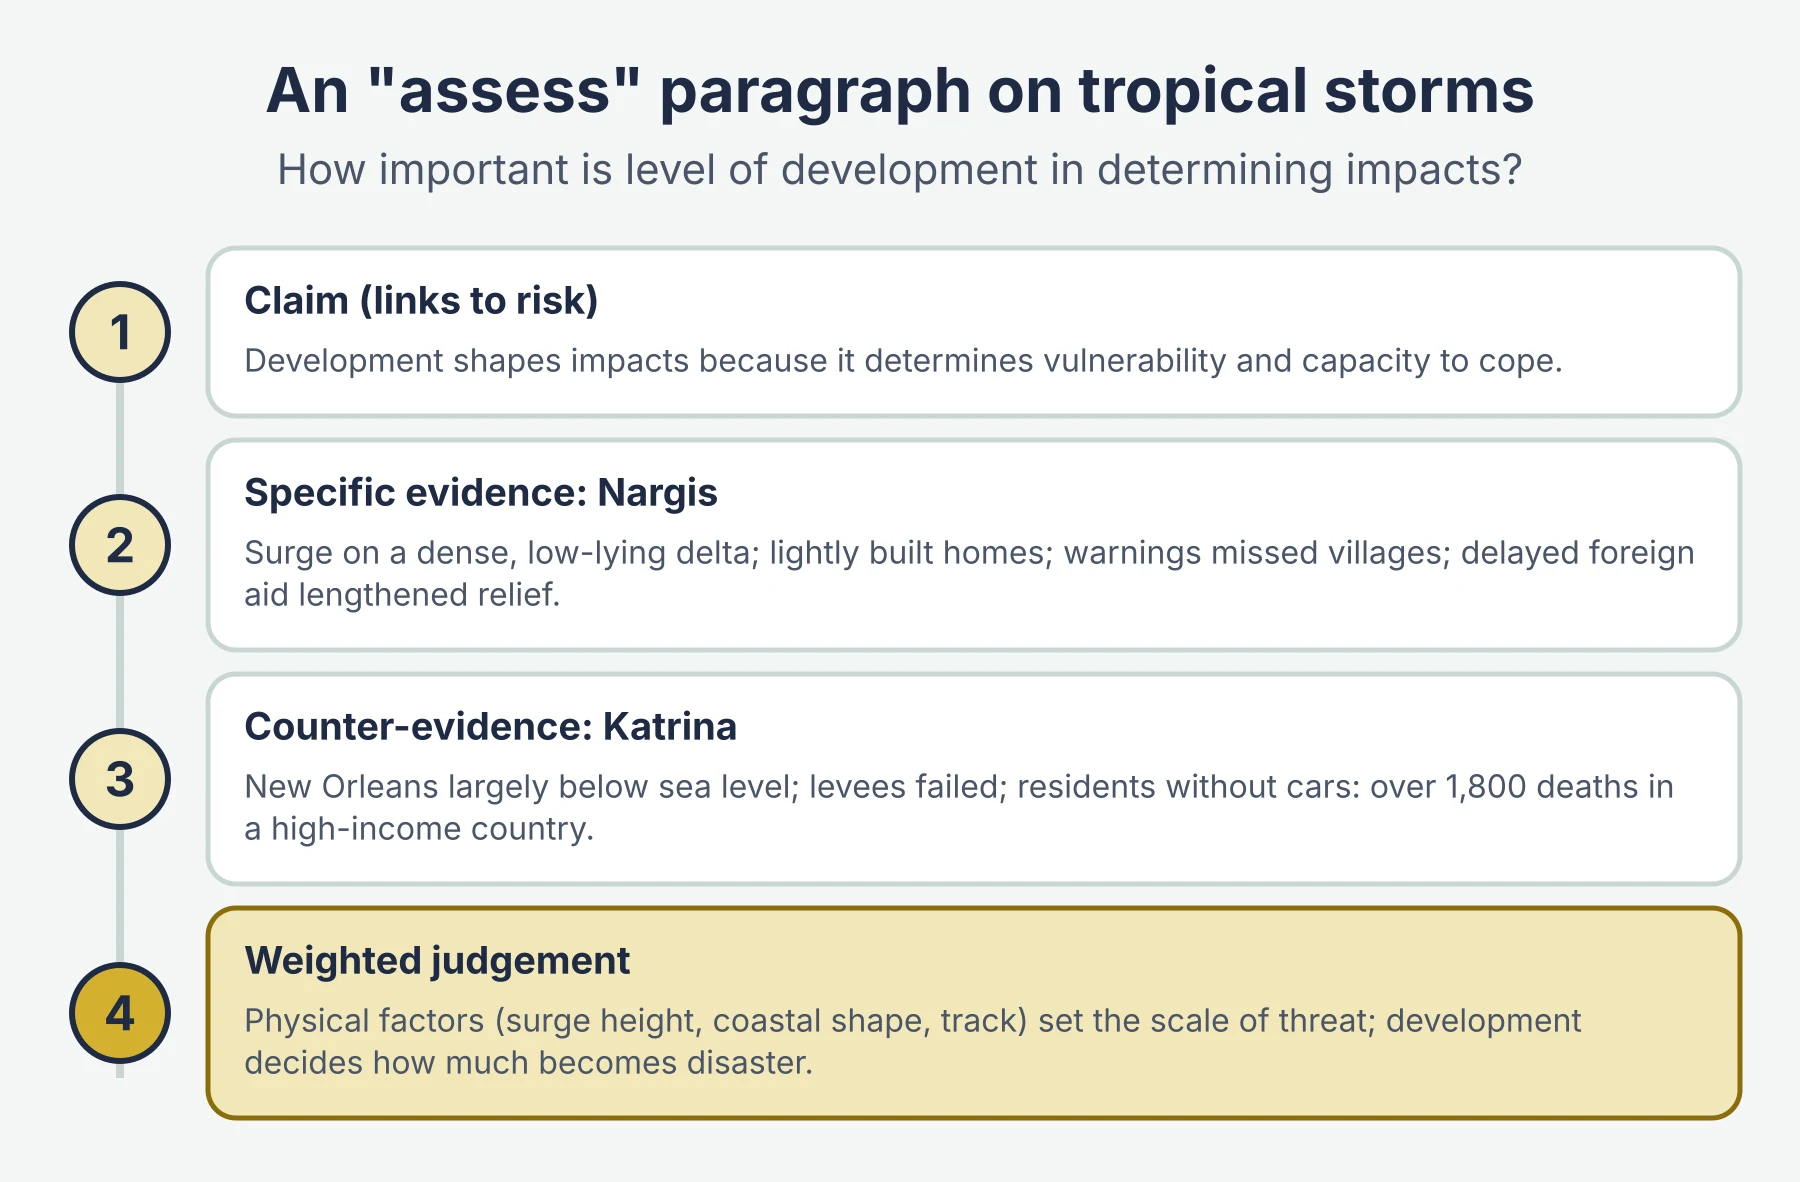 An "assess" paragraph on tropical storms
How important is level of development in determining impacts?
1
Claim (links to risk)
Development shapes impacts because it determines vulnerability and capacity to cope.
2
Specific evidence: Nargis
Surge on a dense, low-lying delta; lightly built homes; warnings missed villages; delayed foreign
aid lengthened relief.
3
Counter-evidence: Katrina
New Orleans largely below sea level; levees failed; residents without cars: over 1,800 deaths in
a high-income country.
4
Weighted judgement
Physical factors (surge height, coastal shape, track) set the scale of threat; development
decides how much becomes disaster.